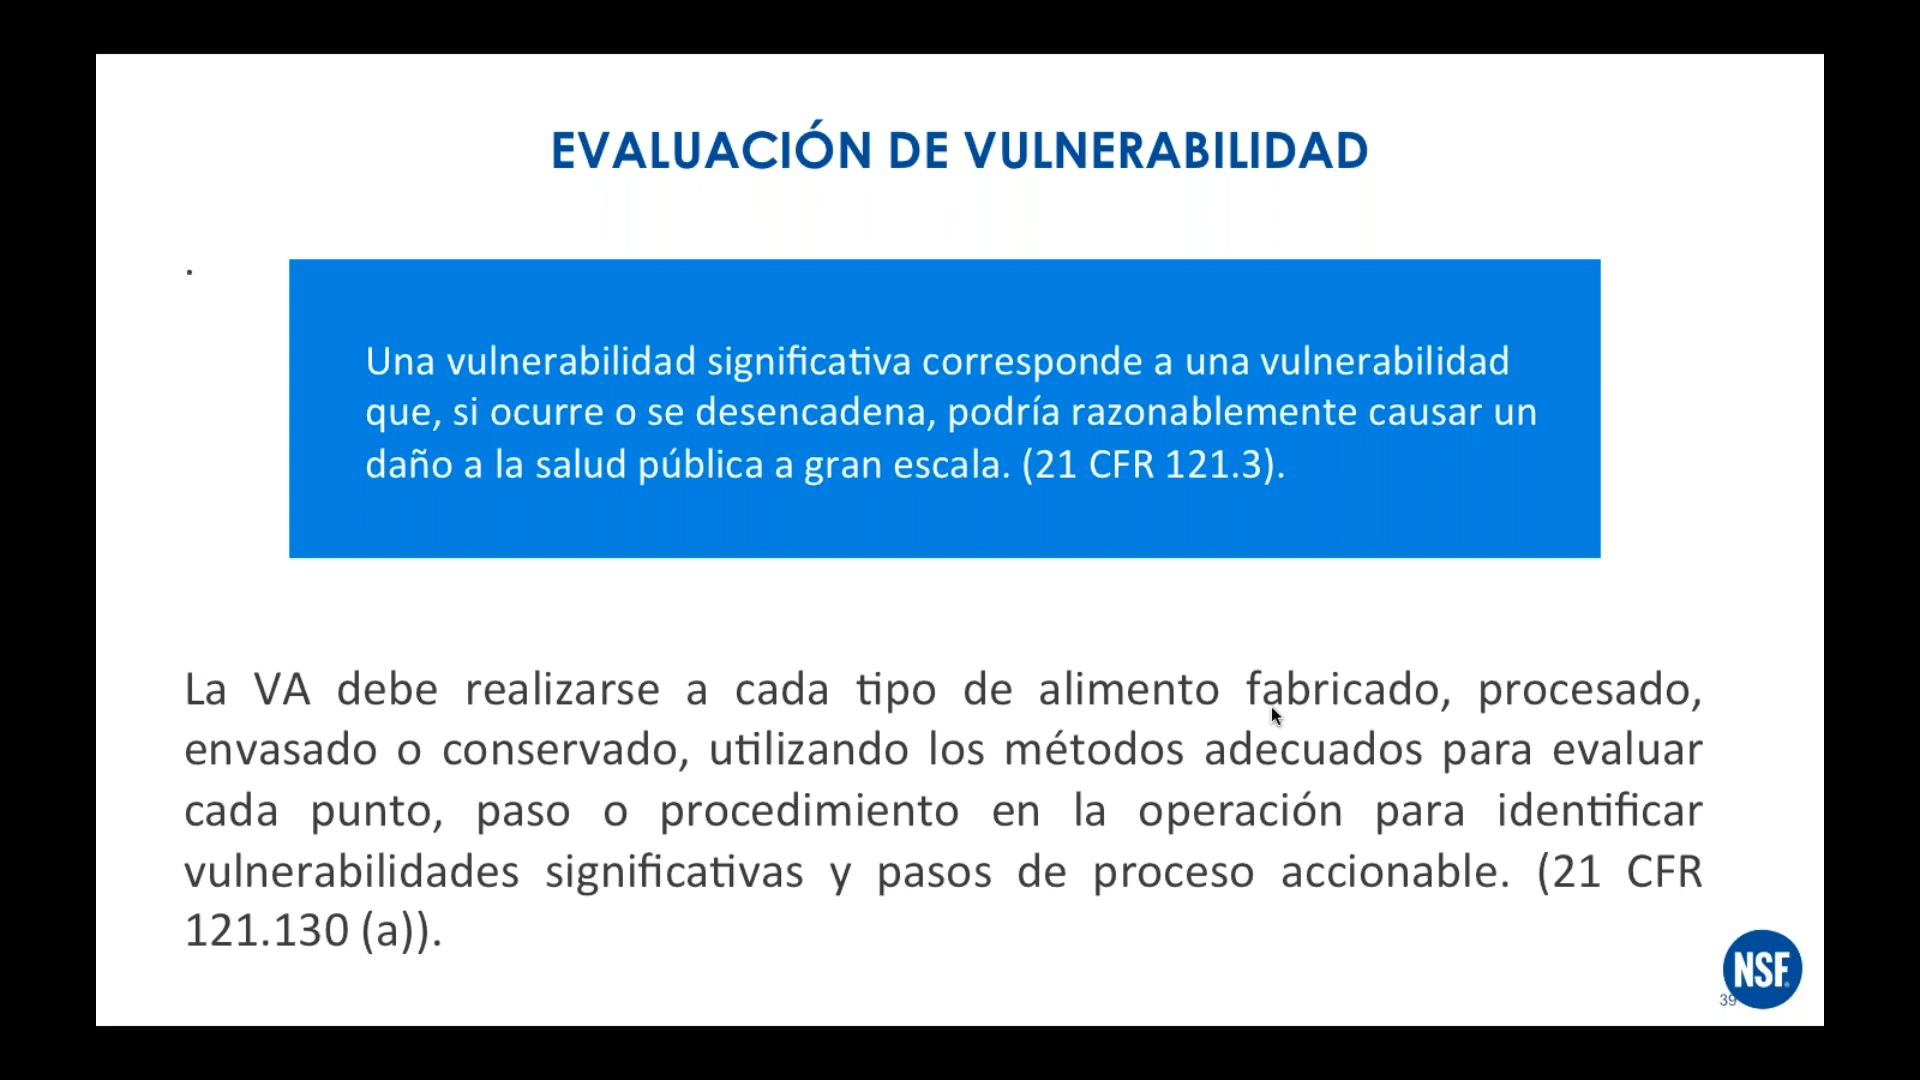 EVALUACIÓN DE VULNERABILIDAD
.
Una vulnerabilidad significativa corresponde a una vulnerabilidad
que, si ocurre o se desencadena, podría razonablemente causar un
daño a la salud pública a gran escala. (21 CFR 121.3).
La VA debe realizarse a cada tipo de alimento fabricado, procesado,
envasado o conservado, utilizando los métodos adecuados para evaluar
cada punto, paso o procedimiento en la operación para identificar
vulnerabilidades significativas y pasos de proceso accionable. (21 CFR
121.130 (a)).
NSF
39